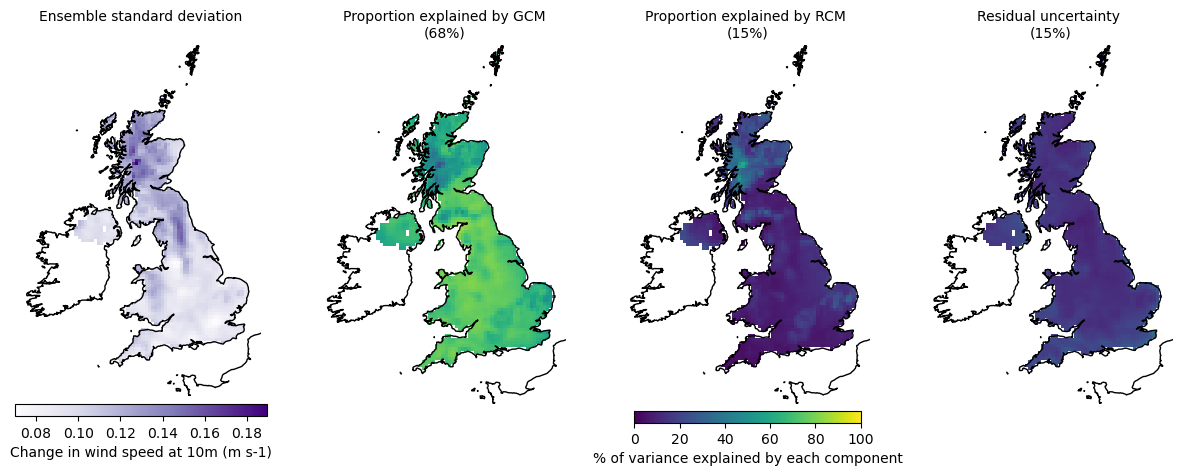 Ensemble standard deviation
Proportion explained by GCM
(68%)
Proportion explained by RCM
(15%)
Residual uncertainty
(15%)
0.08 0.10 0.12 0.14 0.16 0.18
Change in wind speed at 10m (m s-1)
0 20 40 60 80 100
% of variance explained by each component